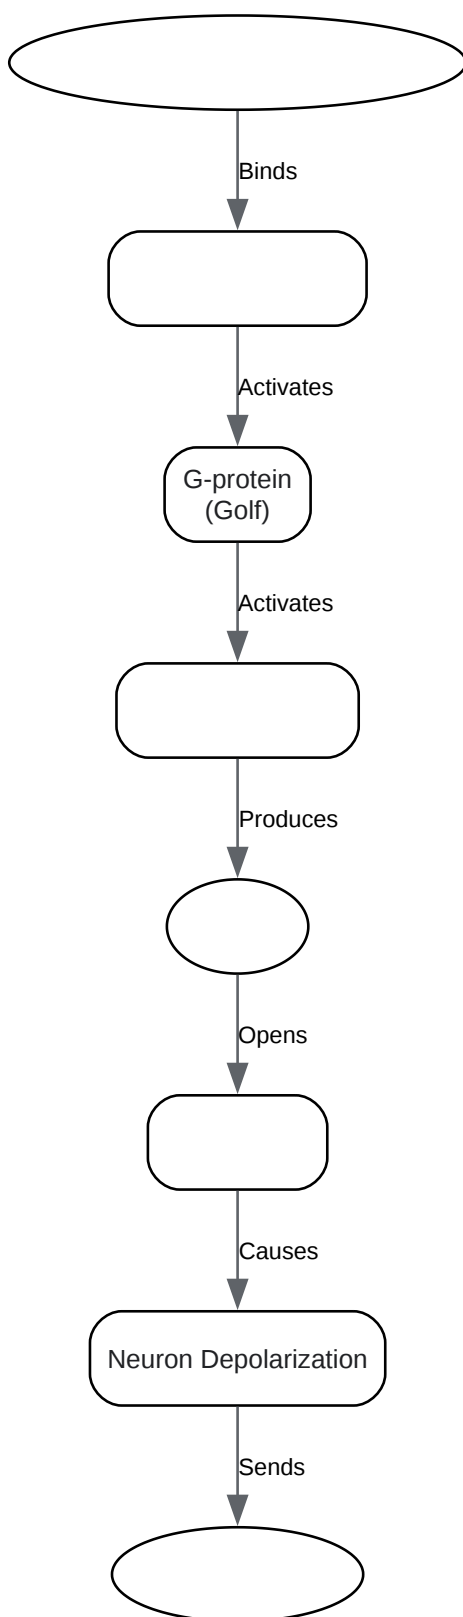 Binds
Activates
G-protein
(Golf)
Activates
Produces
Opens
Causes
Neuron Depolarization
Sends